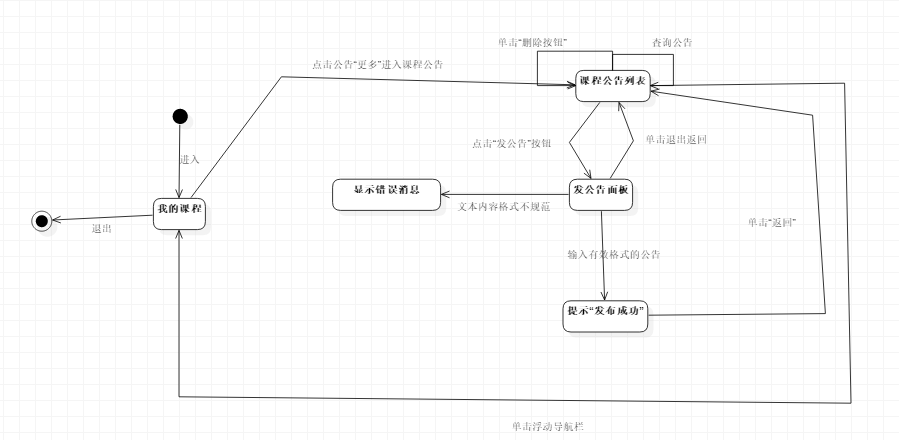 单击“删除按钮”
查询公告
点击公告“更多”进入课程公告
课程公告列表
点击“发公告”按钮
单击退出返回
进入
显示错误消息
发公告面板
我的课程
文本内容格式不规范
退出
单击“返回”
输入有效格式的公告
提示“发布成功”
单击浮动导航栏